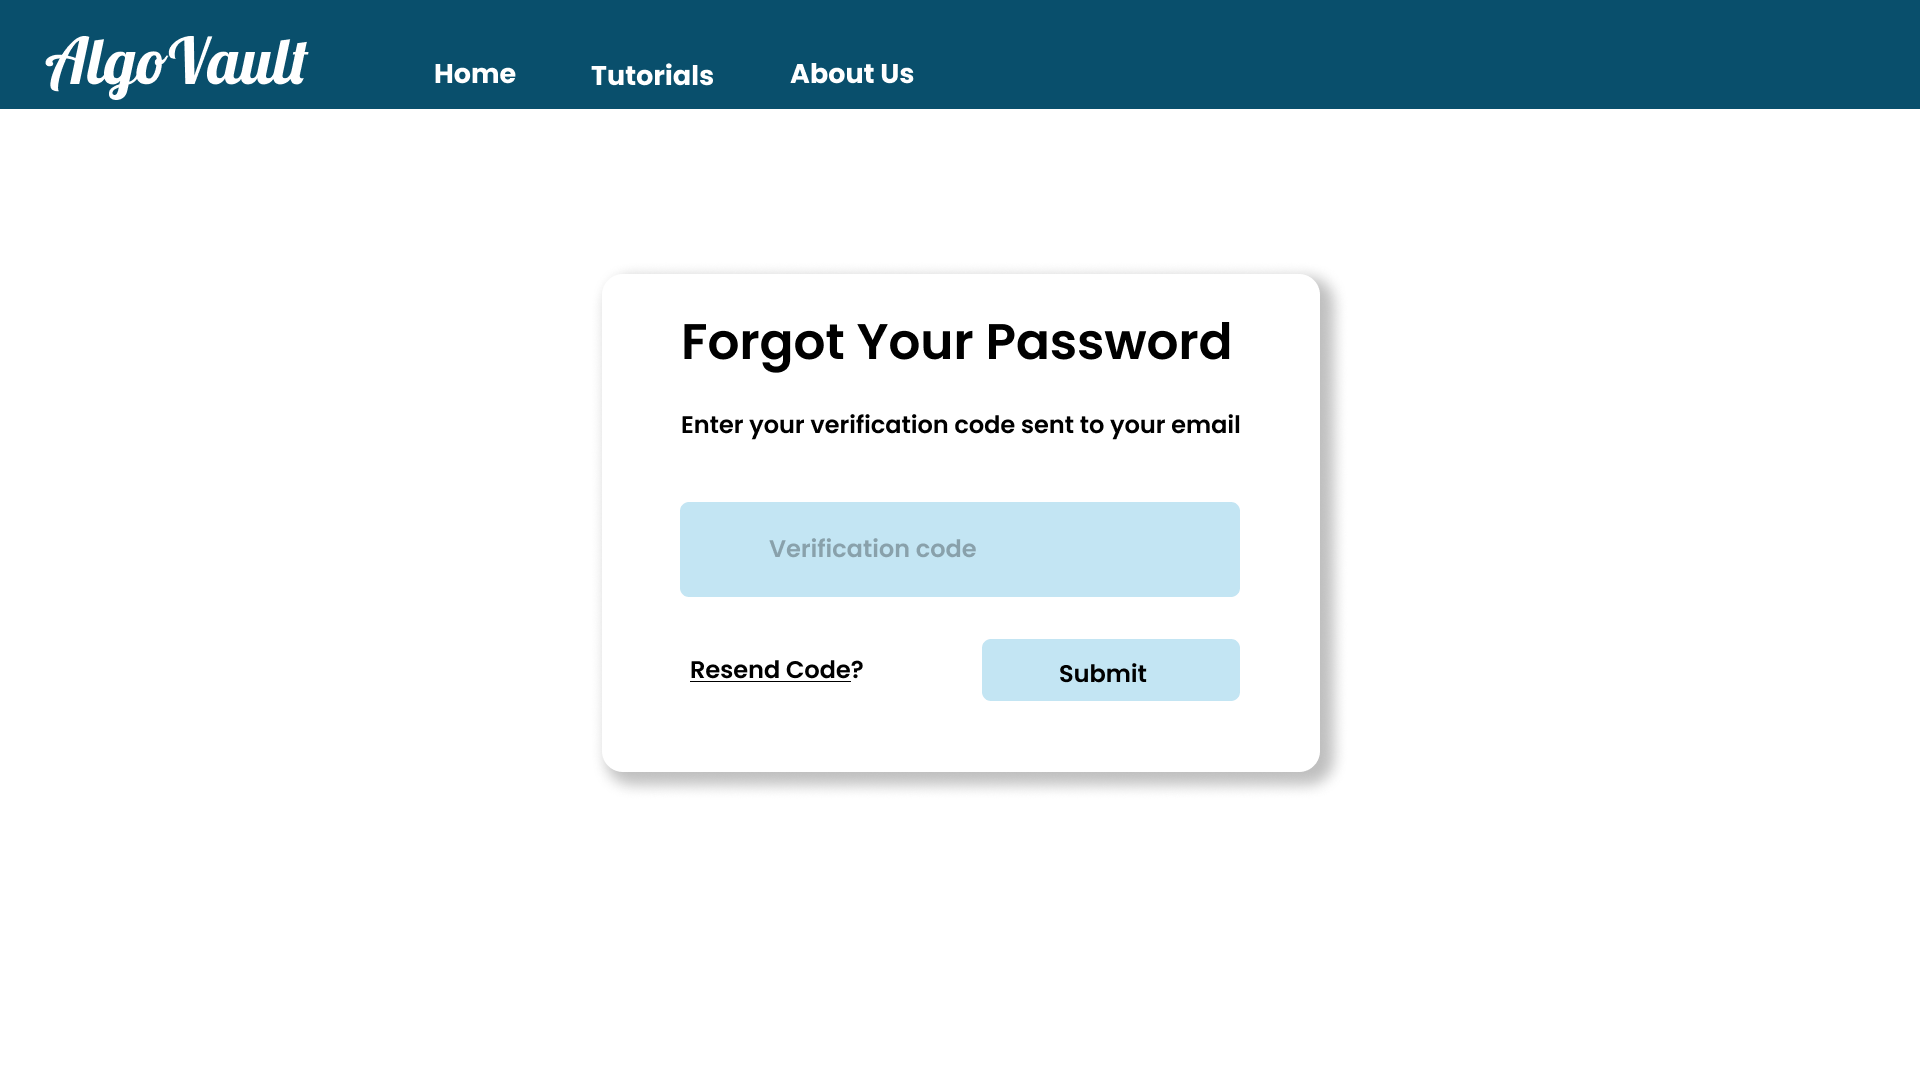 AlgoVault Home Tutorials About Us
Forgot Your Password
Enter your verification code sent to your email
Verification code
Resend Code? Submit